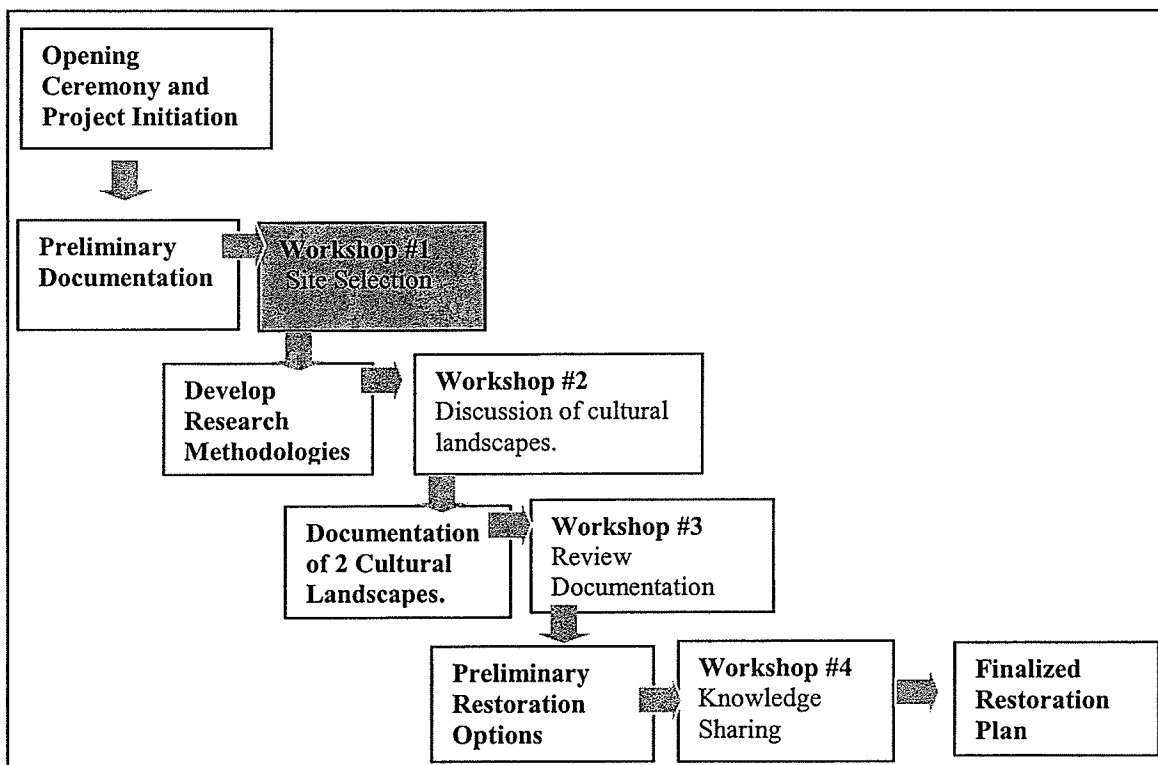 Opening
Ceremony and
Project Initiation
Preliminary
Documentation
Workshop #1
Site Selection
Develop
Research
Methodologies
Workshop #2
Discussion of cultural
landscapes.
Documentation
of 2 Cultural
Landscapes.
Workshop #3
Review
Documentation
Preliminary
Restoration
Options
Workshop #4
Knowledge
Sharing
Finalized
Restoration
Plan